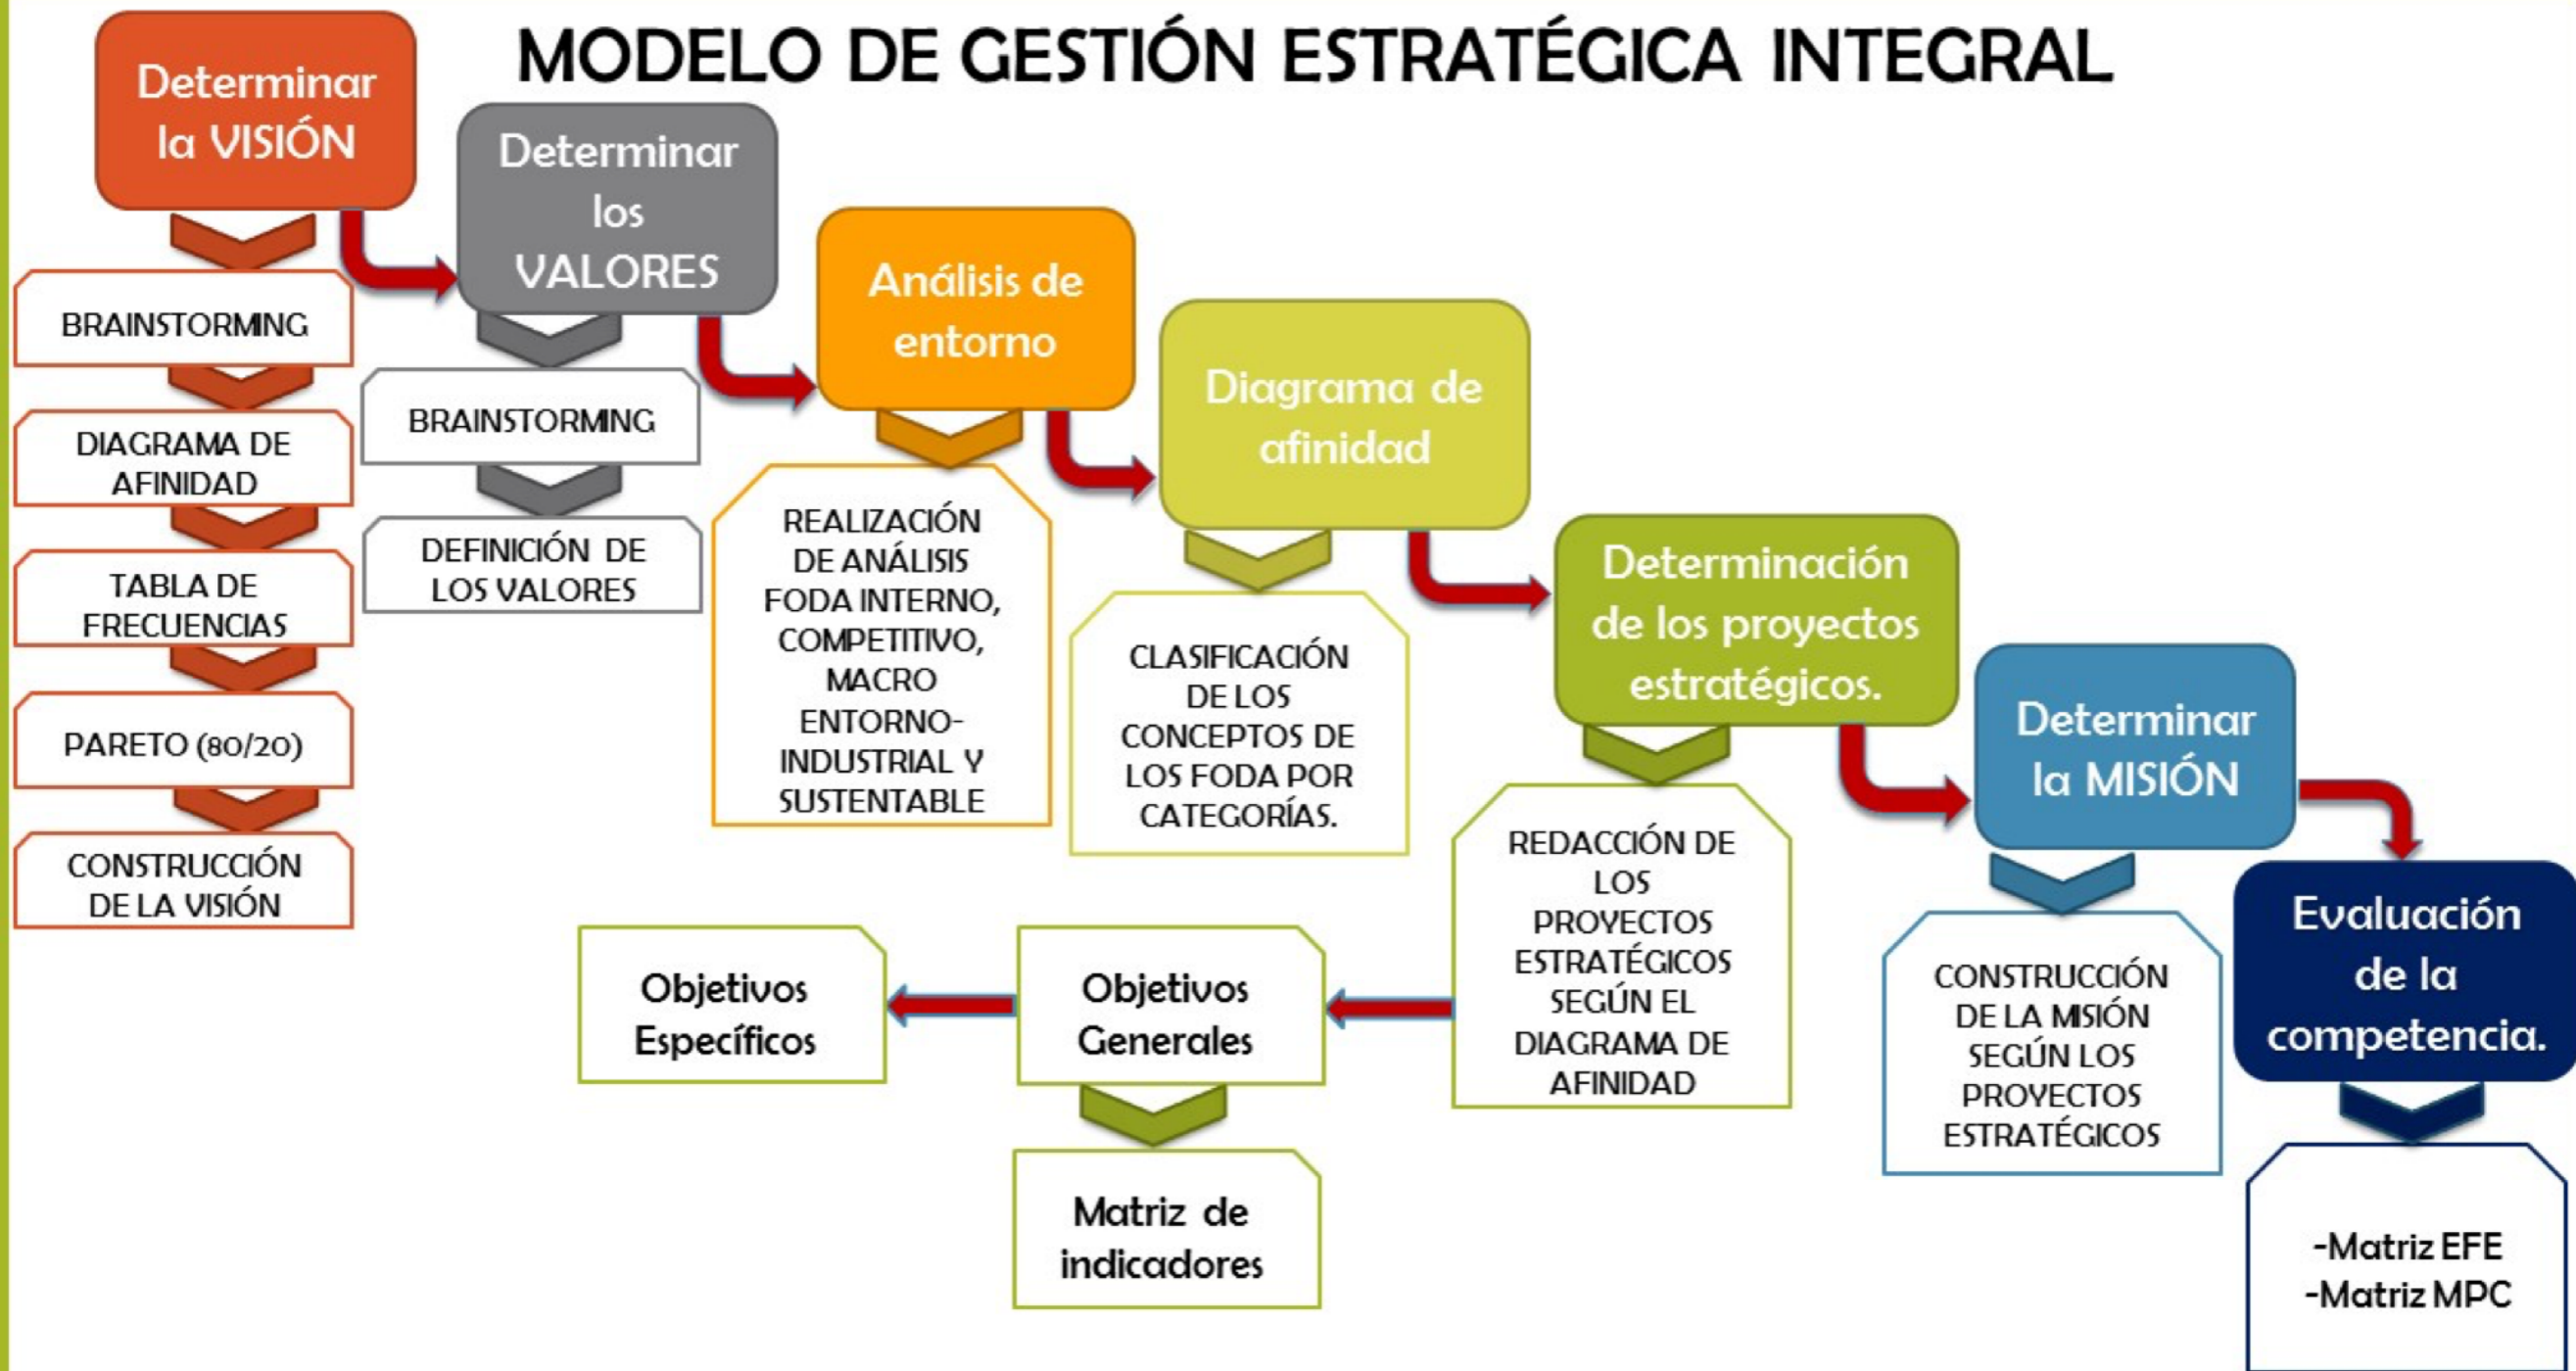 MODELO DE GESTIÓN ESTRATÉGICA INTEGRAL
Determinar
la VISIÓN
BRAINSTORMING
DIAGRAMA DE
AFINIDAD
TABLA DE
FRECUENCIAS
PARETO (80/20)
CONSTRUCCIÓN
DE LA VISIÓN
Determinar
los
VALORES
BRAINSTORMING
DEFINICIÓN DE
LOS VALORES
Análisis de
entorno
REALIZACIÓN
DE ANÁLISIS
FODA INTERNO,
COMPETITIVO,
MACRO
ENTORNO-
INDUSTRIAL Y
SUSTENTABLE
Diagrama de
afinidad
CLASIFICACIÓN
DE LOS
CONCEPTOS DE
LOS FODA POR
CATEGORÍAS.
Determinación
de los proyectos
estratégicos.
REDACCIÓN DE
LOS
PROYECTOS
ESTRATÉGICOS
SEGÚN EL
DIAGRAMA DE
AFINIDAD
Objetivos
Generales
Objetivos
Específicos
Matriz de
indicadores
Determinar
la MISIÓN
CONSTRUCCIÓN
DE LA MISIÓN
SEGÚN LOS
PROYECTOS
ESTRATÉGICOS
Evaluación
de la
competencia.
-Matriz EFE
-Matriz MPC